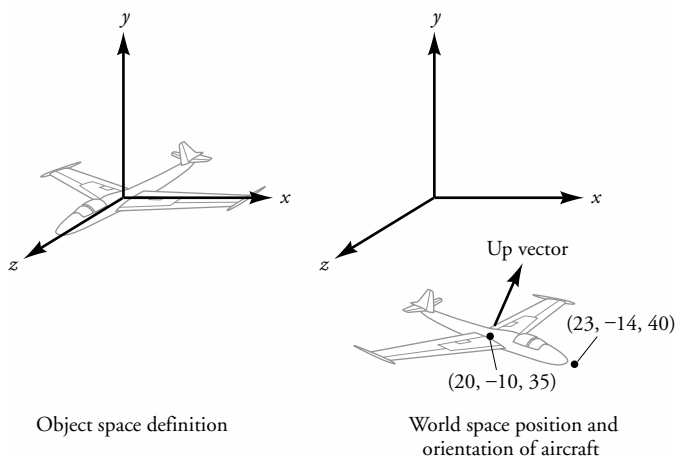 y
x
z
Object space definition
y
x
z
Up vector
(23, −14, 40)
(20, −10, 35)
World space position and
orientation of aircraft